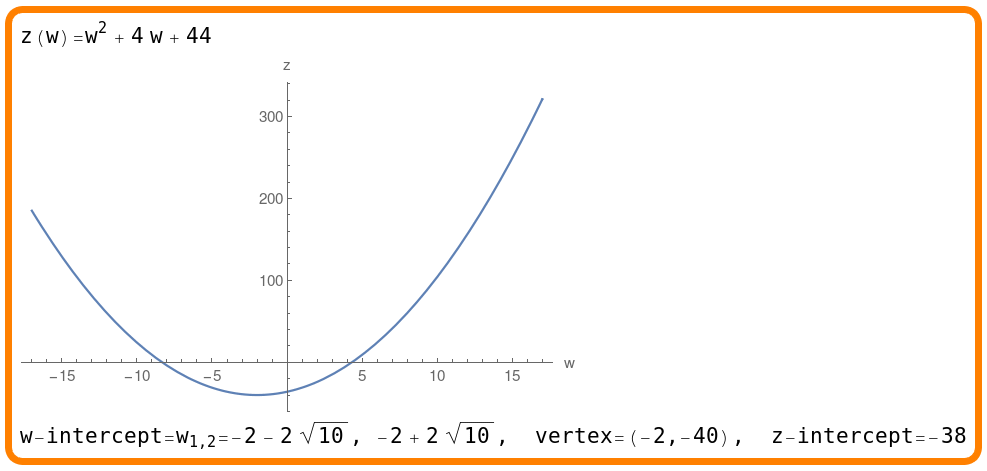 z(w)=w² + 4 w + 44
z
300
200
100
−15 −10 −5 5 10 15 w
w−intercept=w₁,₂=−2 − 2 √10, −2 + 2 √10, vertex=(−2,−40), z−intercept=−38